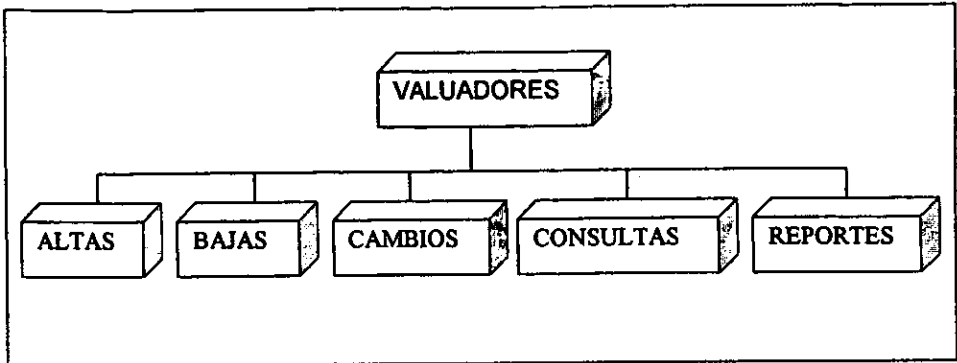 VALUADORES
ALTAS
BAJAS
CAMBIOS
CONSULTAS
REPORTES